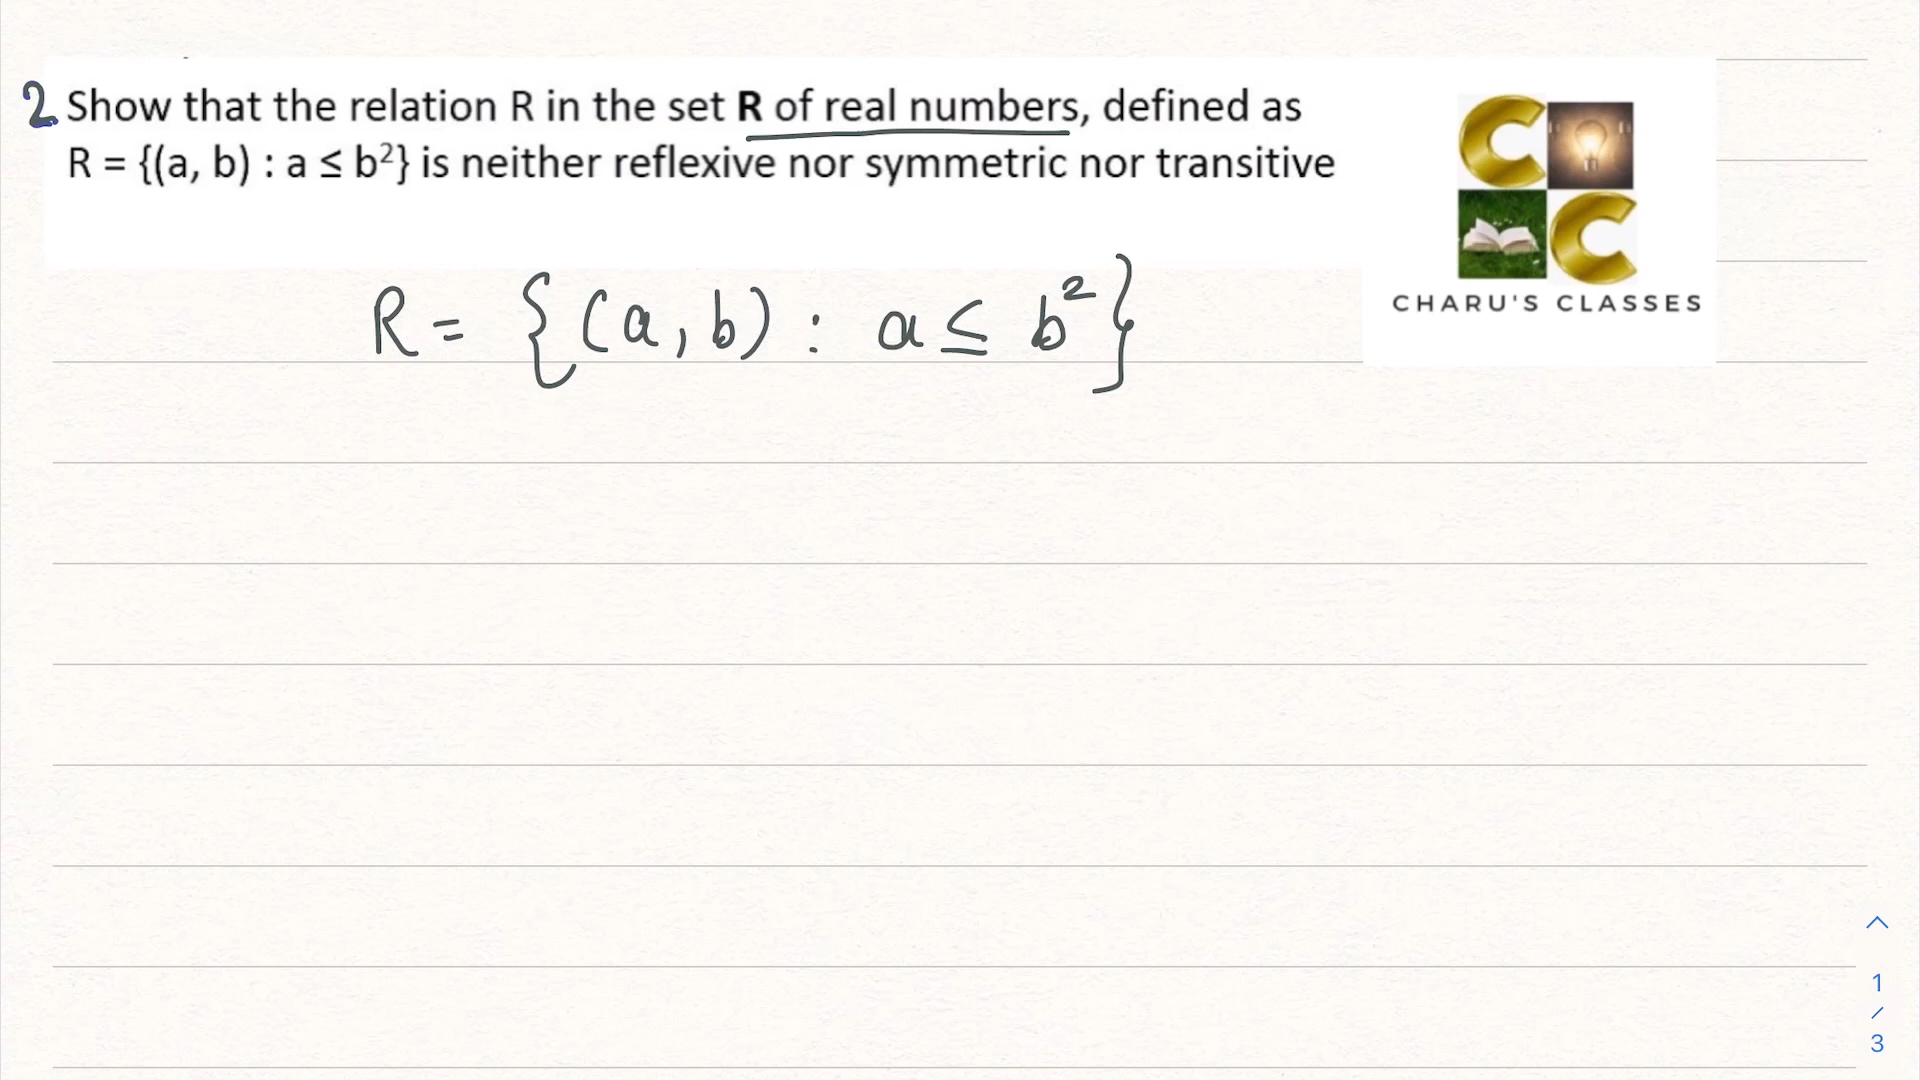 2 Show that the relation R in the set R of real numbers, defined as
R = {(a, b) : a ≤ b²} is neither reflexive nor symmetric nor transitive
CHARU'S CLASSES
R = {(a, b) : a ≤ b²}
1
/
3